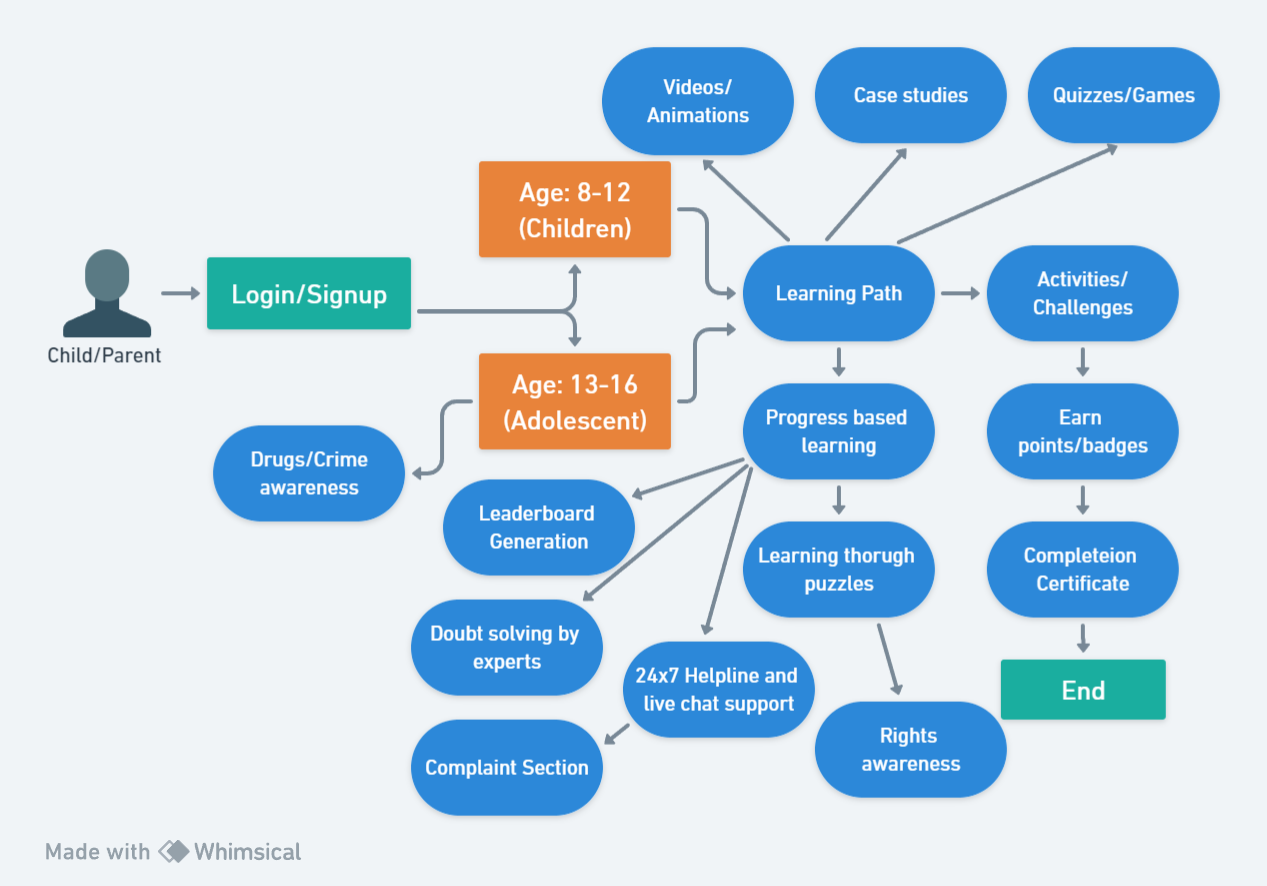 Videos/
Animations
Case studies
Quizzes/Games
Age: 8-12
(Children)
Login/Signup
Child/Parent
Learning Path
Activities/
Challenges
Age: 13-16
(Adolescent)
Drugs/Crime
awareness
Progress based
learning
Earn
points/badges
Leaderboard
Generation
Learning thorugh
puzzles
Completeion
Certificate
Doubt solving by
experts
24x7 Helpline and
live chat support
End
Complaint Section
Rights
awareness
Made with Whimsical